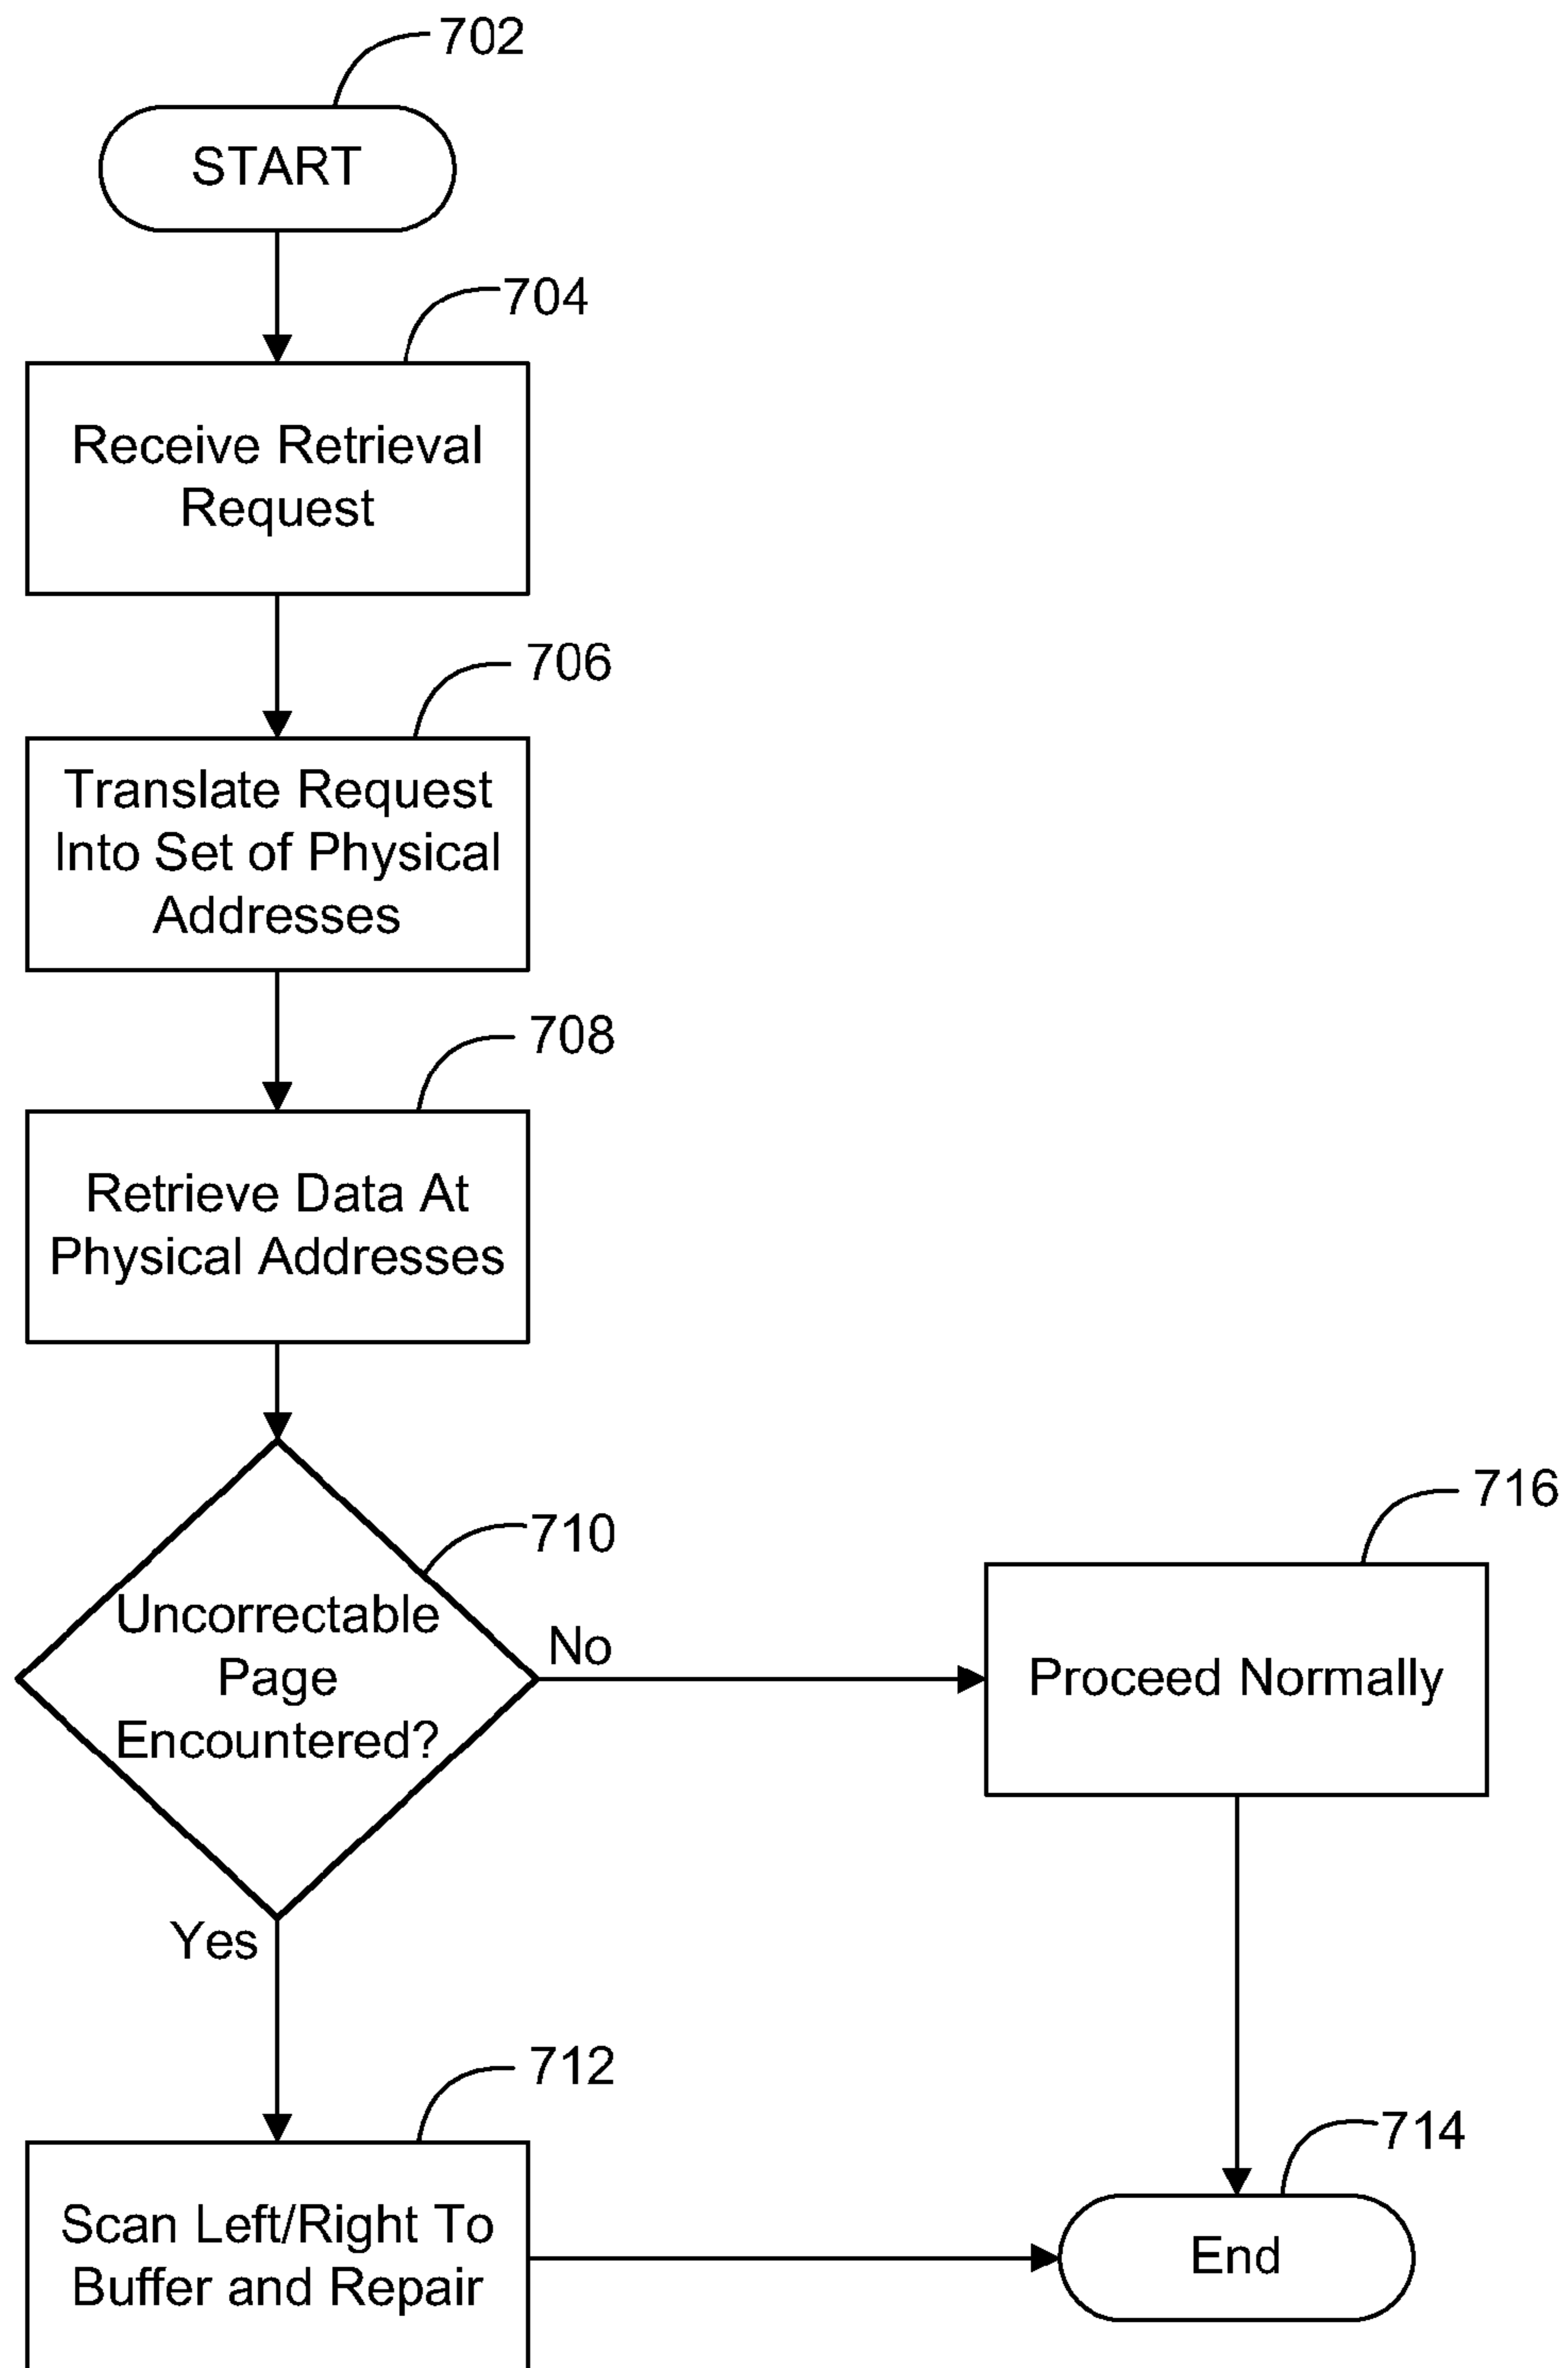 702
START
704
Receive Retrieval
Request
706
Translate Request
Into Set of Physical
Addresses
708
Retrieve Data At
Physical Addresses
710
Uncorrectable
Page
Encountered?
No
716
Proceed Normally
Yes
712
Scan Left/Right To
Buffer and Repair
714
End